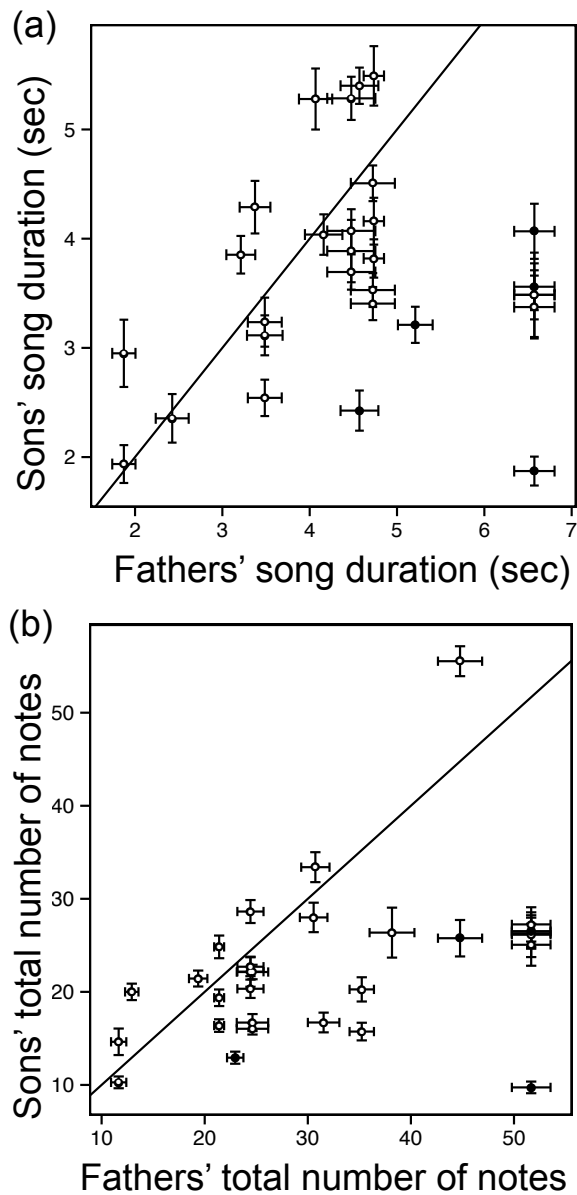 (a)
Sons' song duration (sec)
5
4
3
2
2 3 4 5 6 7
Fathers' song duration (sec)
(b)
Sons' total number of notes
50
40
30
20
10
10 20 30 40 50
Fathers' total number of notes